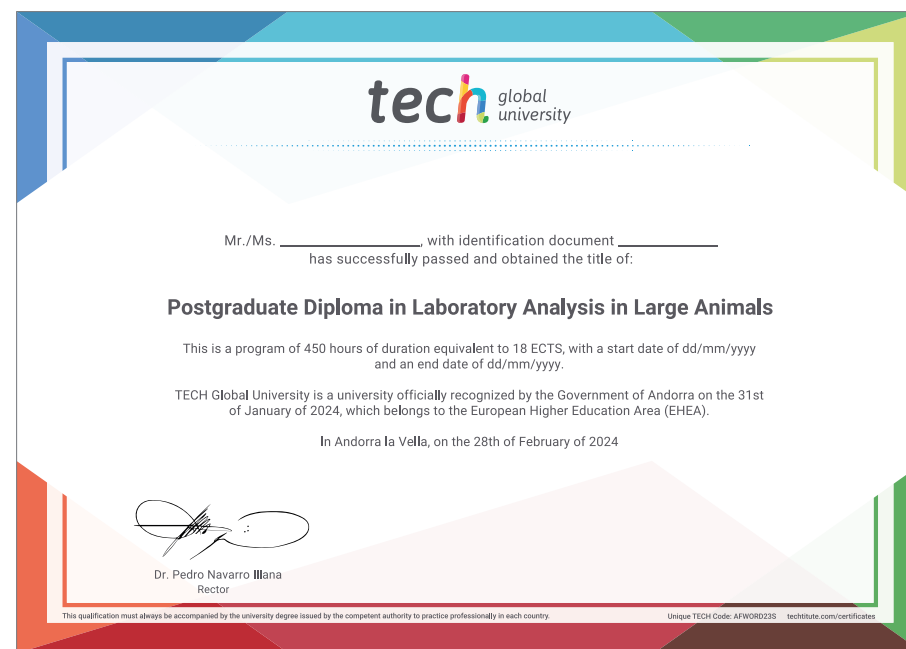 tech global university
Mr./Ms. ____________________, with identification document ______________
has successfully passed and obtained the title of:
Postgraduate Diploma in Laboratory Analysis in Large Animals
This is a program of 450 hours of duration equivalent to 18 ECTS, with a start date of dd/mm/yyyy
and an end date of dd/mm/yyyy.
TECH Global University is a university officially recognized by the Government of Andorra on the 31st
of January of 2024, which belongs to the European Higher Education Area (EHEA).
In Andorra la Vella, on the 28th of February of 2024
Dr. Pedro Navarro Illana
Rector
This qualification must always be accompanied by the university degree issued by the competent authority to practice professionally in each country.
Unique TECH Code: AFWORD23S techtitute.com/certificates